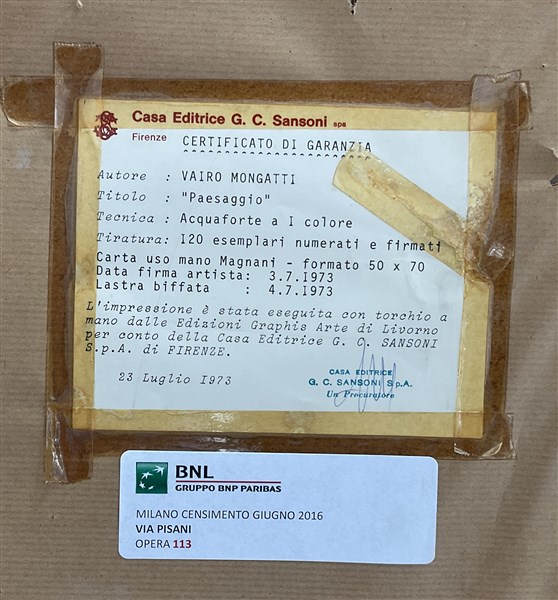 Casa Editrice G. C. Sansoni spa
Firenze CERTIFICATO DI GARANZIA
Autore : VAIRO MONGATTI
Titolo : "Paesaggio"
Tecnica : Acquaforte a I colore
Tiratura: I20 esemplari numerati e firmati
Carta uso mano Magnani - formato 50 x 70
Data firma artista: 3.7.I973
Lastra biffata : 4.7.I973
L'impressione è stata eseguita con torchio a
mano dalle Edizioni Graphis Arte di Livorno
per conto della Casa Editrice G. C. SANSONI
S.p.A. di FIRENZE.
23 Luglio I973
CASA EDITRICE
G. C. SANSONI S.p.A.
Un Procuratore
BNL
GRUPPO BNP PARIBAS
MILANO CENSIMENTO GIUGNO 2016
VIA PISANI
OPERA 113